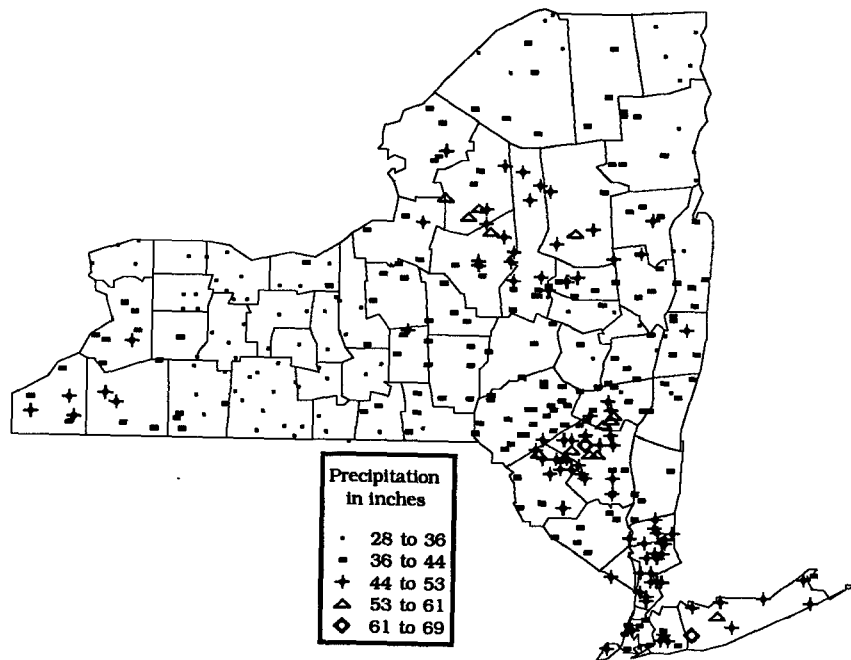 Precipitation
in inches
28 to 36
36 to 44
44 to 53
53 to 61
61 to 69